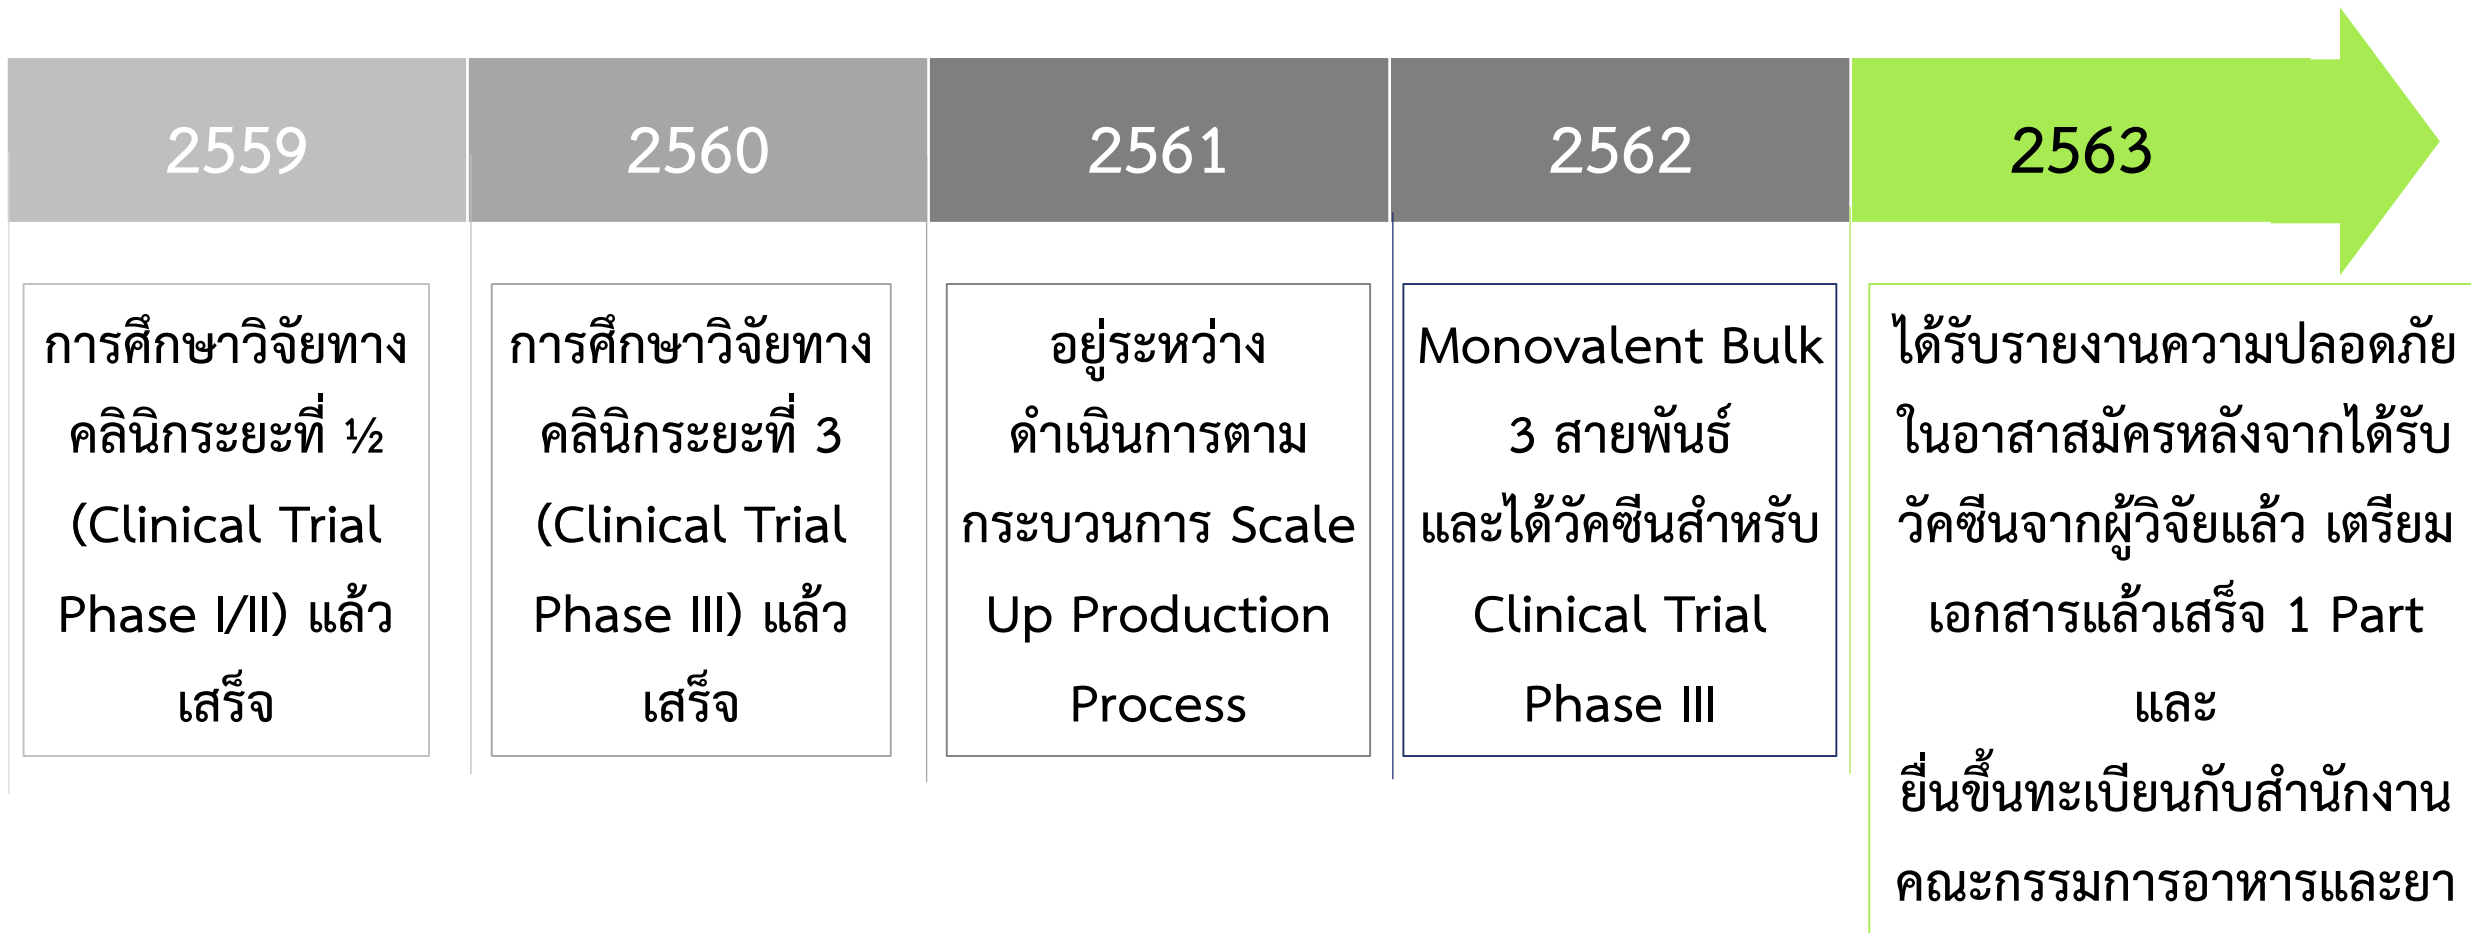 2559
2560
2561
2562
2563
การศึกษาวิจัยทาง
คลินิกระยะที่ ½
(Clinical Trial
Phase I/II) แล้ว
เสร็จ
การศึกษาวิจัยทาง
คลินิกระยะที่ 3
(Clinical Trial
Phase III) แล้ว
เสร็จ
อยู่ระหว่าง
ดำเนินการตาม
กระบวนการ Scale
Up Production
Process
Monovalent Bulk
3 สายพันธ์
และได้วัคซีนสำหรับ
Clinical Trial
Phase III
ได้รับรายงานความปลอดภัย
ในอาสาสมัครหลังจากได้รับ
วัคซีนจากผู้วิจัยแล้ว เตรียม
เอกสารแล้วเสร็จ 1 Part
และ
ยื่นขึ้นทะเบียนกับสำนักงาน
คณะกรรมการอาหารและยา